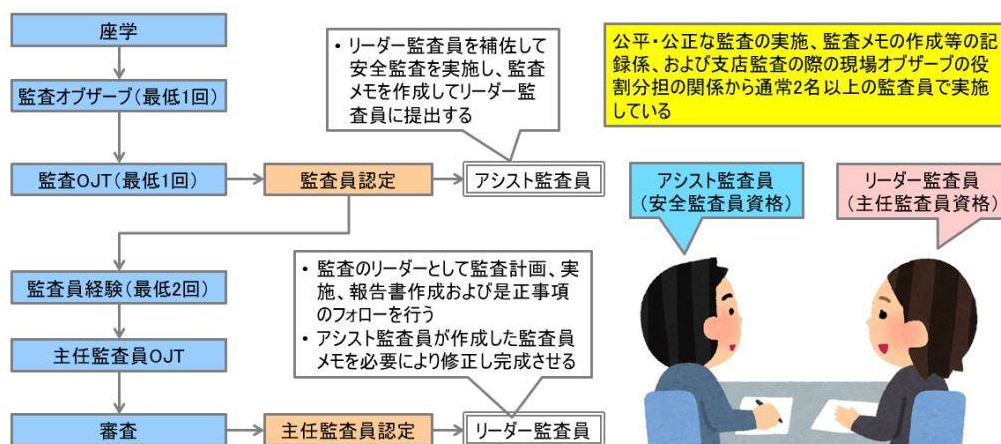 座学
監査オブザーブ(最低1回)
監査OJT(最低1回)
監査員認定
アシスト監査員
・リーダー監査員を補佐して
安全監査を実施し、監査
メモを作成してリーダー監
査員に提出する
公平・公正な監査の実施、監査メモの作成等の記
録係、および支店監査の際の現場オブザーブの役
割分担の関係から通常2名以上の監査員で実施
している
アシスト監査員
(安全監査員資格)
リーダー監査員
(主任監査員資格)
監査員経験(最低2回)
主任監査員OJT
審査
主任監査員認定
リーダー監査員
・監査のリーダーとして監査計画、実
施、報告書作成および是正事項
のフォローを行う
・アシスト監査員が作成した監査員
メモを必要により修正し完成させる